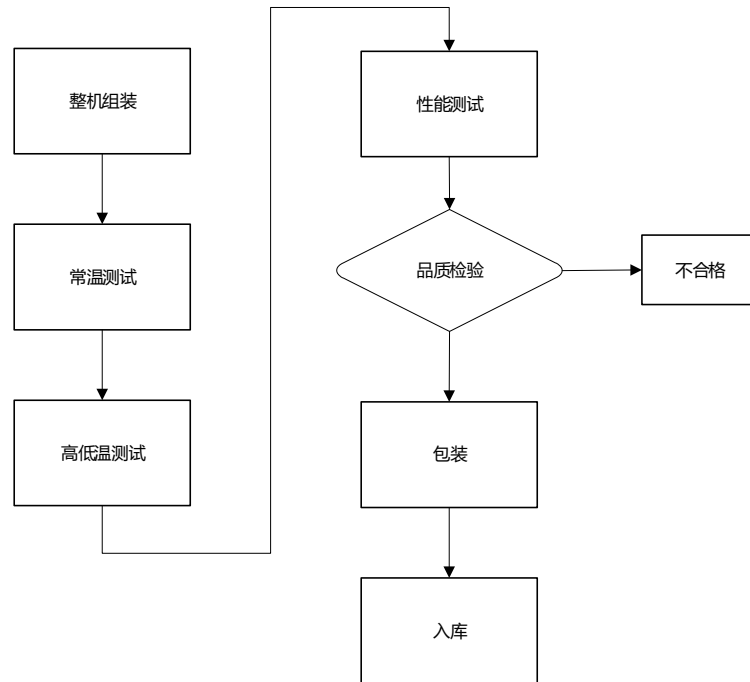 整机组装
常温测试
高低温测试
性能测试
品质检验
不合格
包装
入库